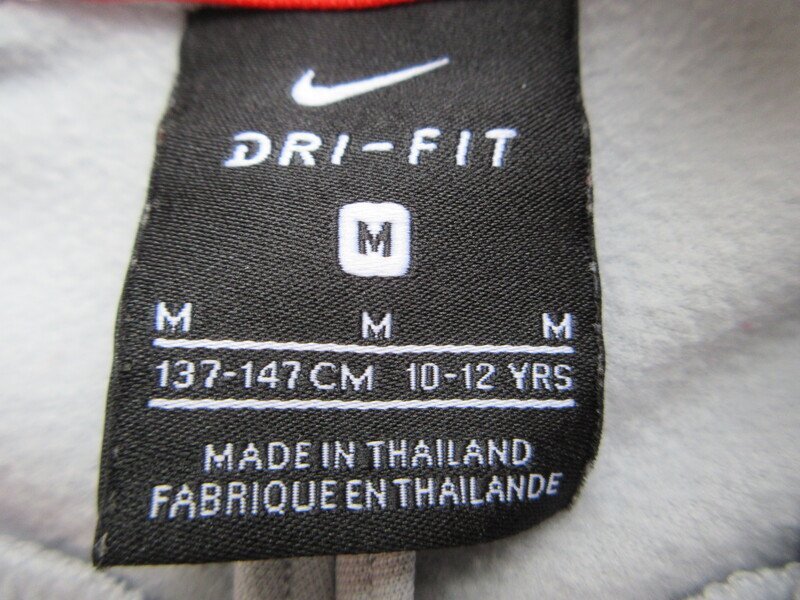 DRI-FIT
M
M M M
137-147 CM 10-12 YRS
MADE IN THAILAND
FABRIQUE EN THAILANDE